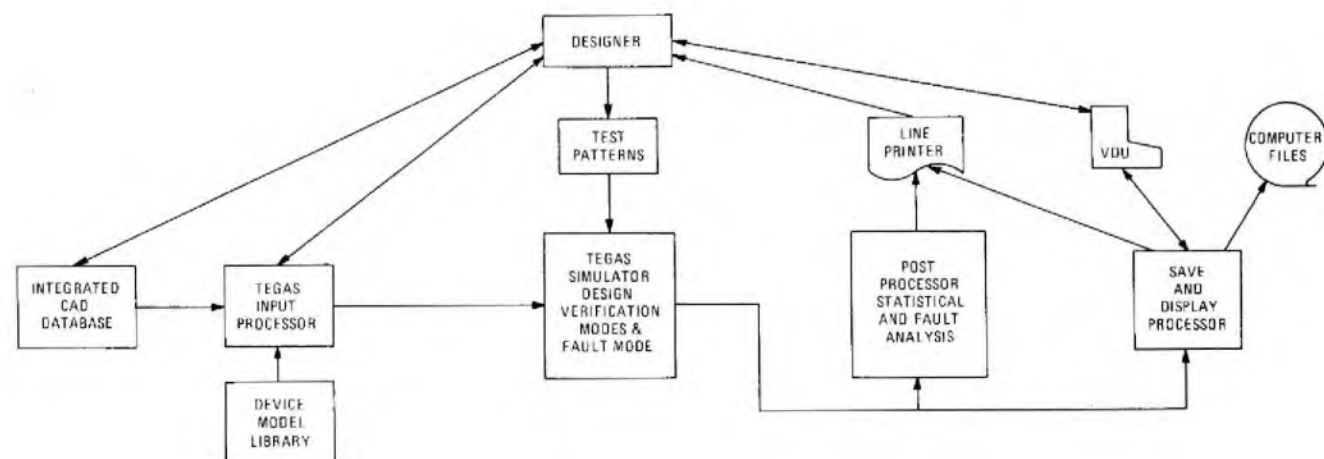 DESIGNER
TEST
PATTERNS
LINE
PRINTER
VDU
COMPUTER
FILES
INTEGRATED
CAD
DATABASE
TEGAS
INPUT
PROCESSOR
TEGAS
SIMULATOR
DESIGN
VERIFICATION
MODES &
FAULT MODE
POST
PROCESSOR
STATISTICAL
AND FAULT
ANALYSIS
SAVE
AND
DISPLAY
PROCESSOR
DEVICE
MODEL
LIBRARY